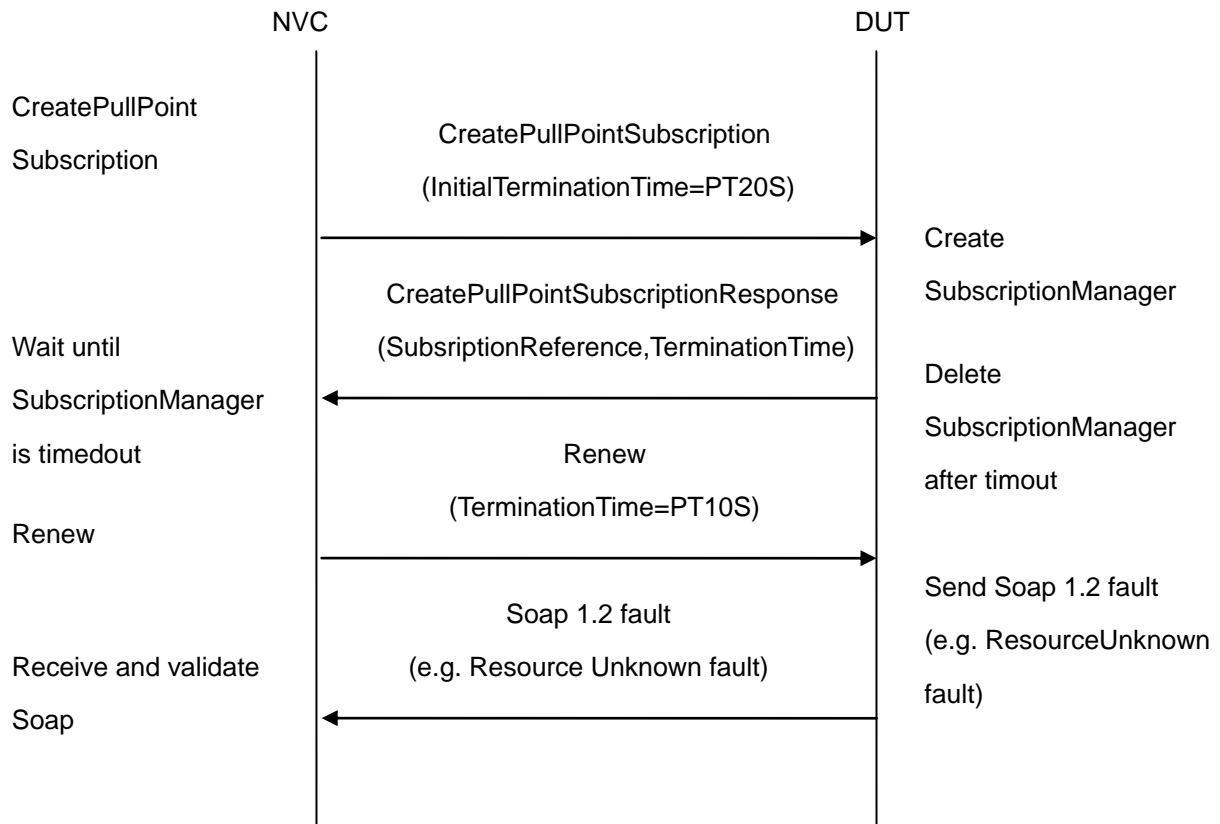 NVC
DUT
CreatePullPoint
Subscription
CreatePullPointSubscription
(InitialTerminationTime=PT20S)
Create
SubscriptionManager
CreatePullPointSubscriptionResponse
(SubsriptionReference,TerminationTime)
Wait until
SubscriptionManager
is timedout
Delete
SubscriptionManager
after timout
Renew
(TerminationTime=PT10S)
Renew
Send Soap 1.2 fault
(e.g. ResourceUnknown
fault)
Soap 1.2 fault
(e.g. Resource Unknown fault)
Receive and validate
Soap